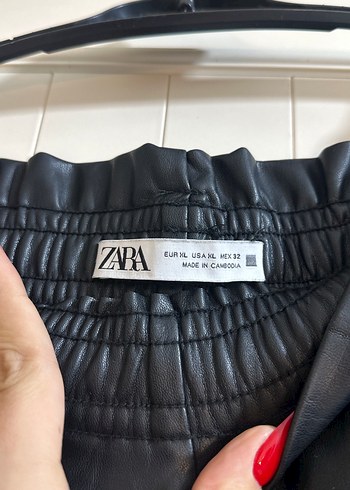 ZARA
EUR XL USA XL MEX 32
MADE IN CAMBODIA